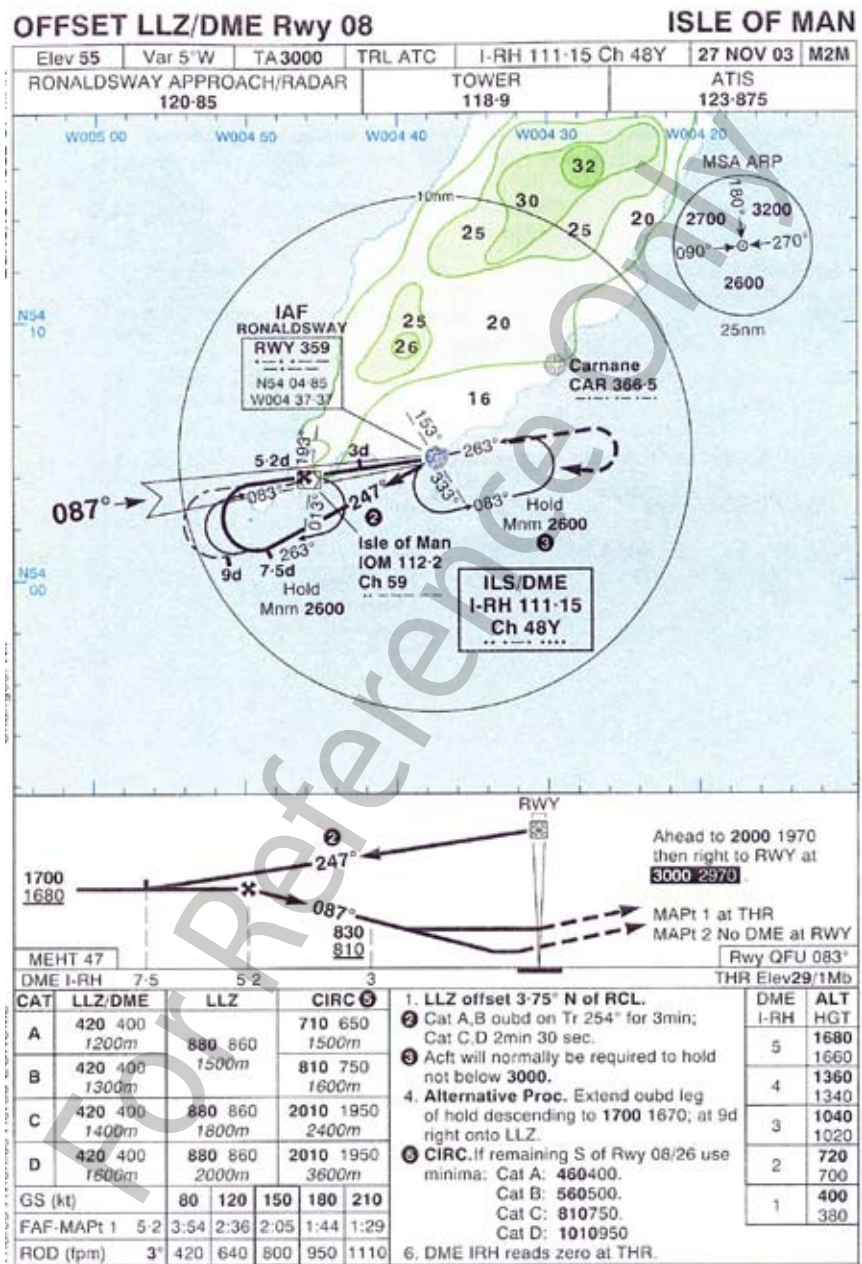 OFFSET LLZ/DME Rwy 08
ISLE OF MAN
Elev 55 Var 5°W TA3000 TRL ATC I-RH 111·15 Ch 48Y 27 NOV 03 M2M
RONALDSWAY APPROACH/RADAR TOWER ATIS
120·85 118·9 123·875
W005 00 W004 50 W004 40 W004 30 W004 20
MSA ARP
180°
2700 3200
090° 270°
2600
25nm
10nm
32
30
25 25 20
N54
10
IAF
RONALDSWAY
RWY 359
N54 04·85
W004 37·37
25 20
26
Carnane
CAR 366·5
16
153°
263°
193°
5·2d 3d
087°
083°
013°
247°
2
333°
083°
Hold
Mnm 2600
3
263°
9d 7·5d
Hold
Mnm 2600
Isle of Man
IOM 112·2
Ch 59
ILS/DME
I-RH 111·15
Ch 48Y
N54
00
For Reference Only
RWY
2
247°
1700
1680
087°
830
810
Ahead to 2000 1970
then right to RWY at
3000 2970
MAPt 1 at THR
MAPt 2 No DME at RWY
MEHT 47
Rwy QFU 083°
DME I-RH 7·5 5·2 3 THR Elev29/1Mb
CAT LLZ/DME LLZ CIRC 5
A 420 400 880 860 710 650
1200m 1500m 1500m
B 420 400 810 750
1300m 1600m
C 420 400 880 860 2010 1950
1400m 1800m 2400m
D 420 400 880 860 2010 1950
1600m 2000m 3600m
GS (kt) 80 120 150 180 210
FAF-MAPt 1 5·2 3:54 2:36 2:05 1:44 1:29
ROD (fpm) 3° 420 640 800 950 1110
1. LLZ offset 3·75° N of RCL.
2 Cat A,B oubd on Tr 254° for 3min;
Cat C,D 2min 30 sec.
3 Acft will normally be required to hold
not below 3000.
4. Alternative Proc. Extend oubd leg
of hold descending to 1700 1670; at 9d
right onto LLZ.
5 CIRC. If remaining S of Rwy 08/26 use
minima: Cat A: 460400.
Cat B: 560500.
Cat C: 810750.
Cat D: 1010950
6. DME IRH reads zero at THR.
DME ALT
I-RH HGT
5 1680
1660
4 1360
1340
3 1040
1020
2 720
700
1 400
380